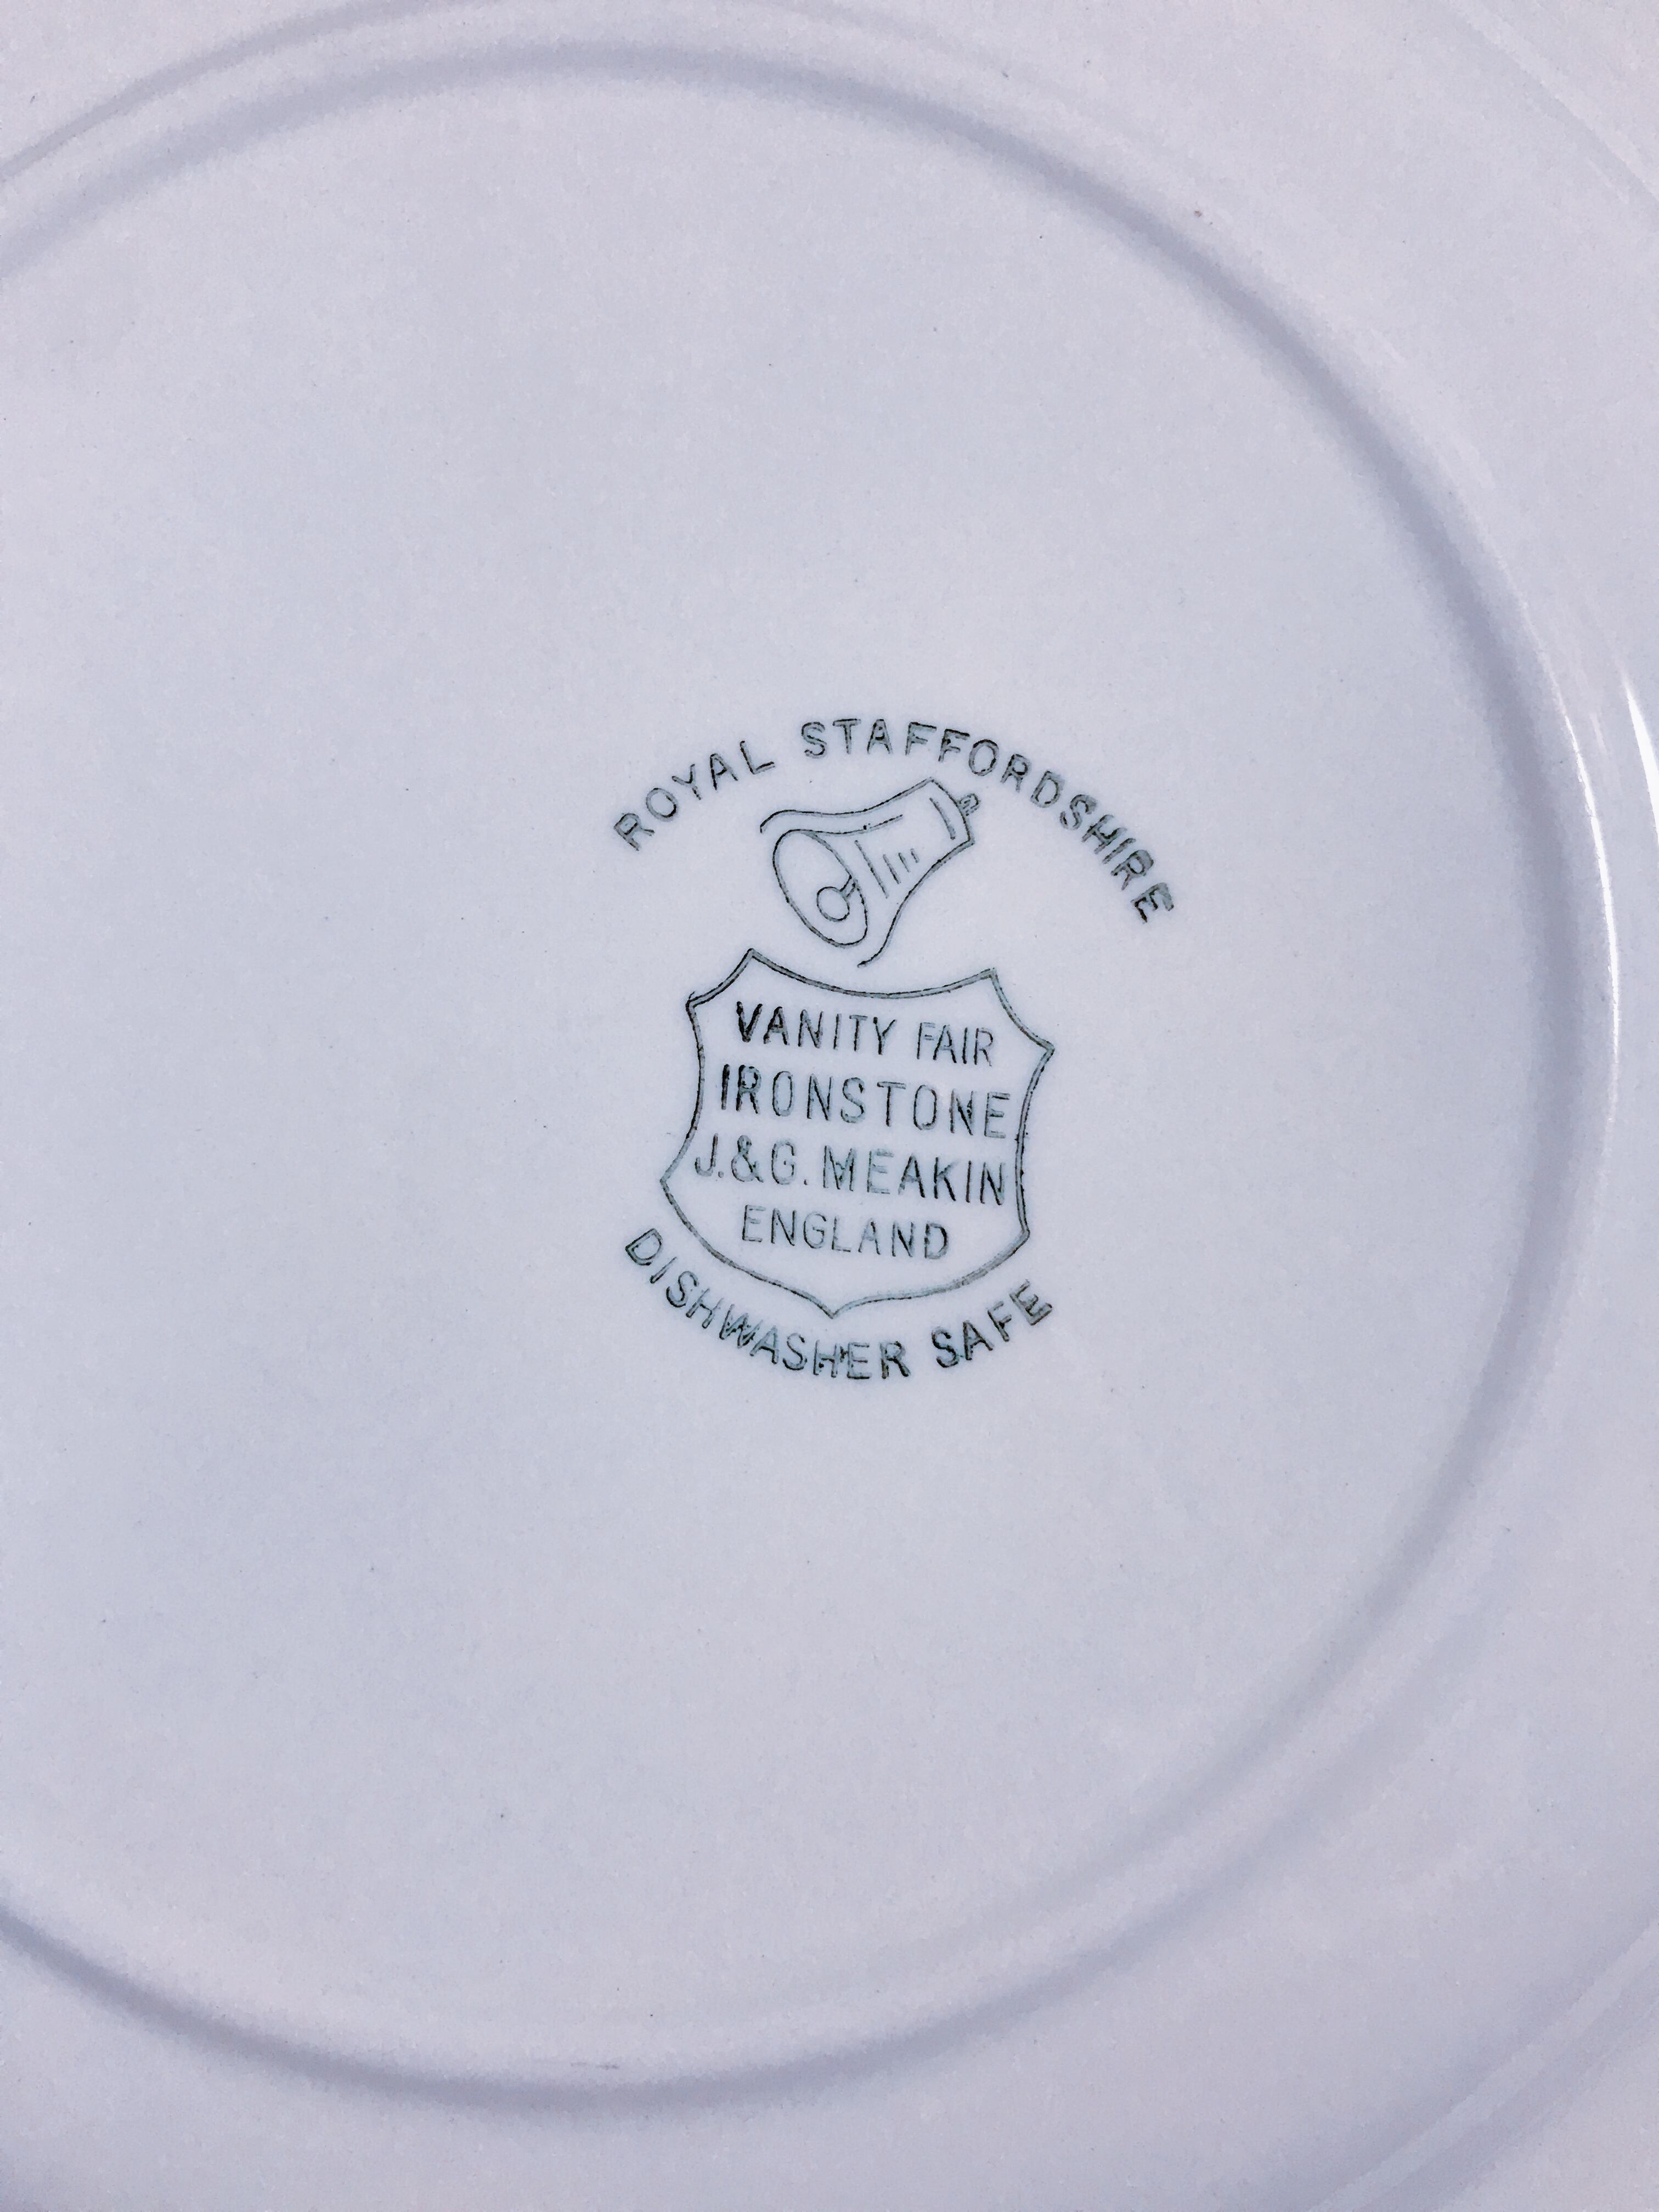 ROYAL STAFFORDSHIRE
VANITY FAIR
IRONSTONE
J.&G. MEAKIN
ENGLAND
DISHWASHER SAFE